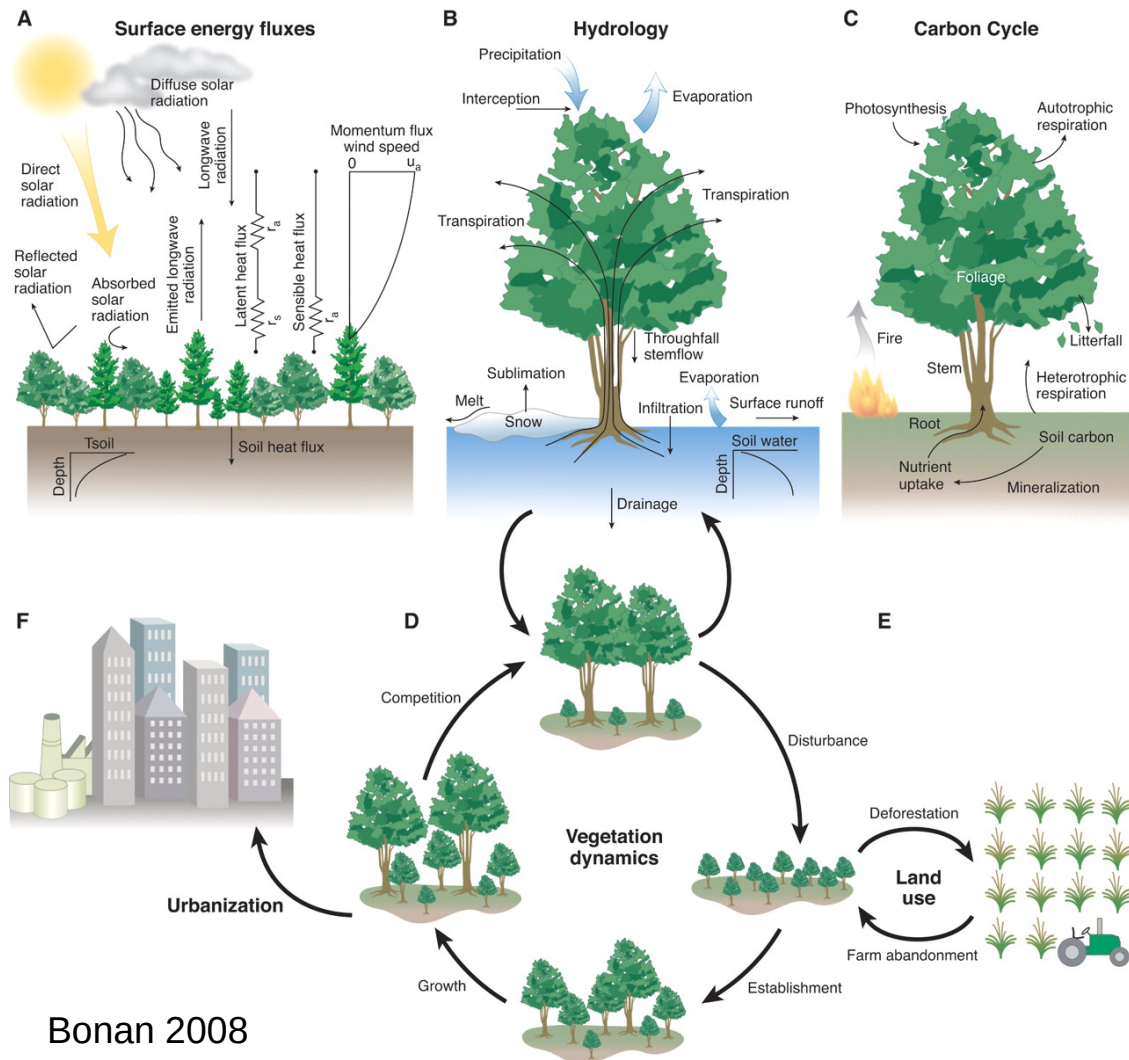 A
Surface energy fluxes
Diffuse solar
radiation
Longwave
radiation
Momentum flux
wind speed
0
ua
Direct
solar
radiation
Reflected
solar
radiation
Absorbed
solar
radiation
Emitted longwave
radiation
Latent heat flux
ra
rs
Sensible heat flux
ra
Tsoil
Depth
Soil heat flux
B
Hydrology
Precipitation
Interception
Evaporation
Transpiration
Transpiration
Throughfall
stemflow
Sublimation
Melt
Snow
Evaporation
Infiltration
Surface runoff
Soil water
Depth
Drainage
C
Carbon Cycle
Photosynthesis
Autotrophic
respiration
Foliage
Fire
Litterfall
Stem
Heterotrophic
respiration
Root
Soil carbon
Nutrient
uptake
Mineralization
F
D
E
Competition
Disturbance
Vegetation
dynamics
Deforestation
Land
use
Farm abandonment
Urbanization
Growth
Establishment
Bonan 2008